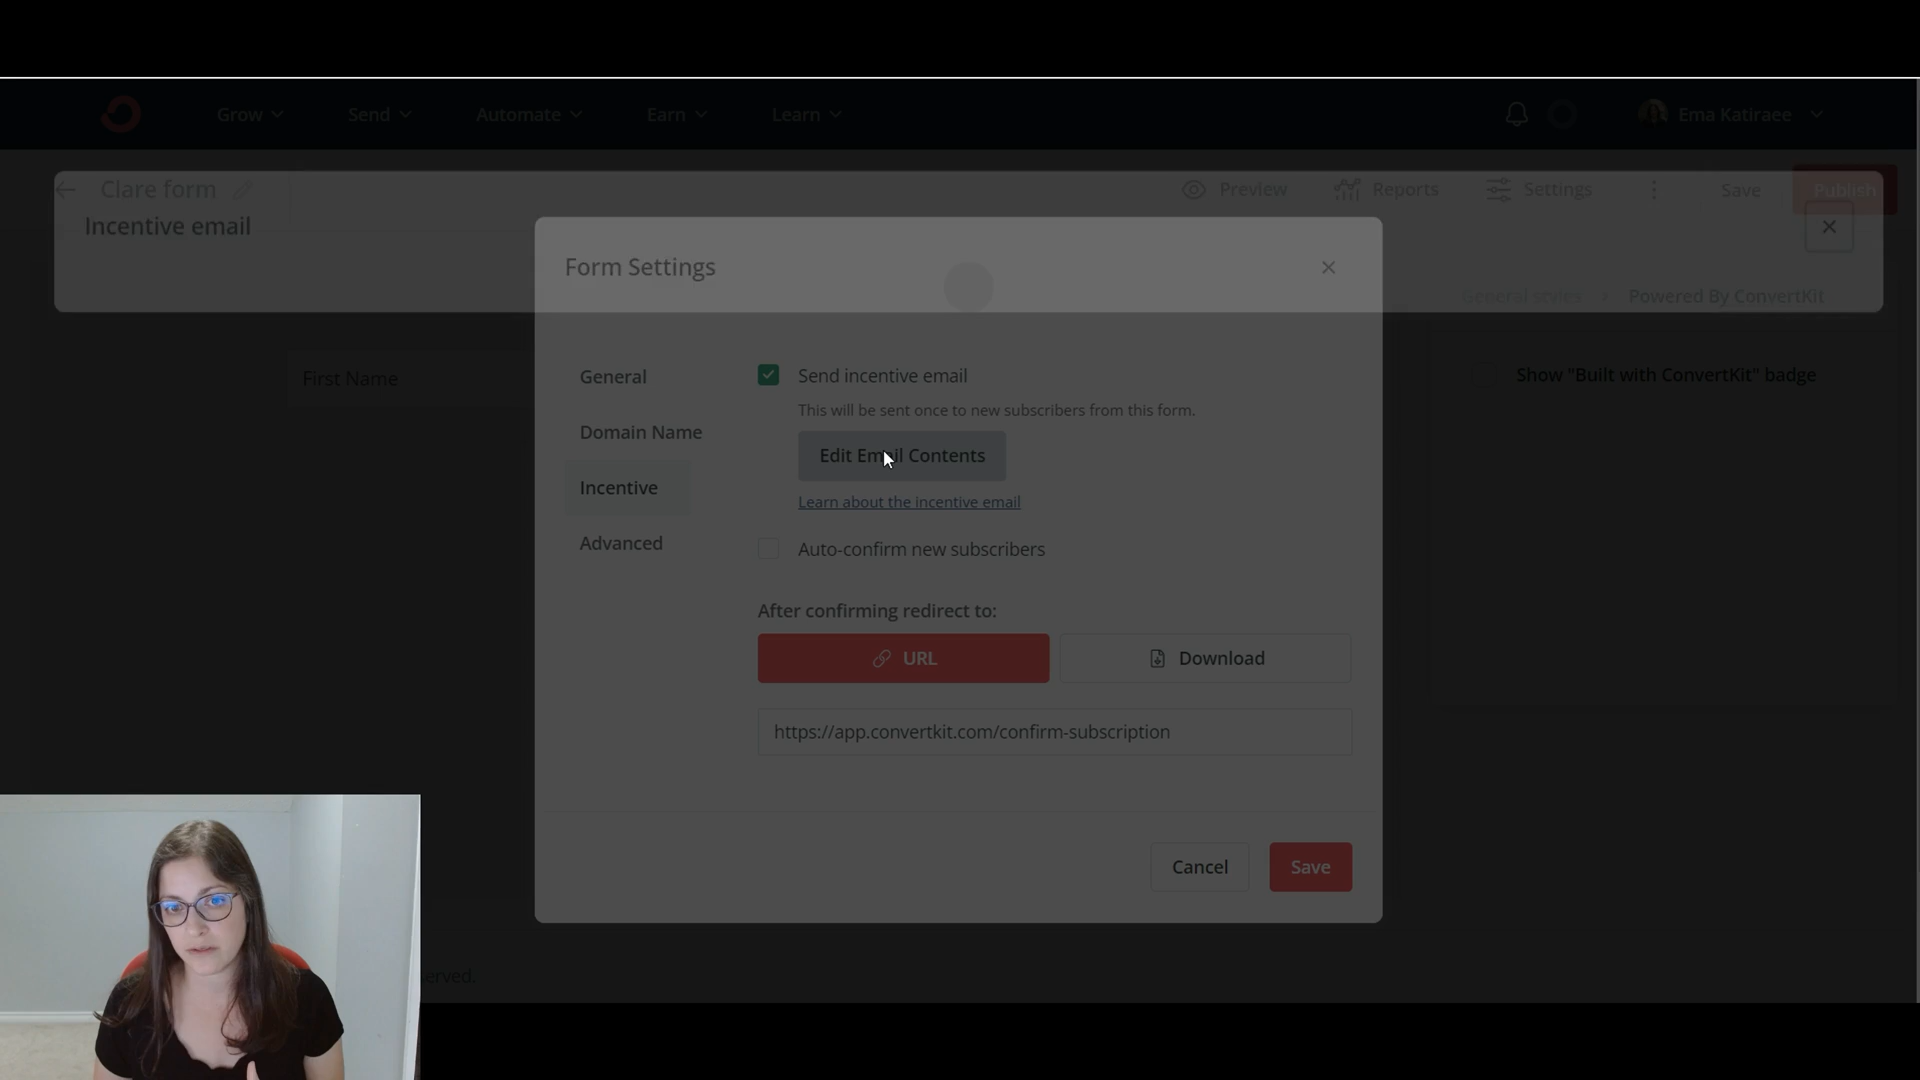 Grow
Send
Automate
Earn
Learn
Ema Katiraee
Clare form
Preview
Reports
Settings
Save
Publish
Incentive email
Form Settings
General styles
Powered By ConvertKit
General
Send incentive email
First Name
Show "Built with ConvertKit" badge
This will be sent once to new subscribers from this form.
Domain Name
Edit Email Contents
Incentive
Learn about the incentive email
Advanced
Auto-confirm new subscribers
After confirming redirect to:
URL
Download
https://app.convertkit.com/confirm-subscription
Cancel
Save
erved.